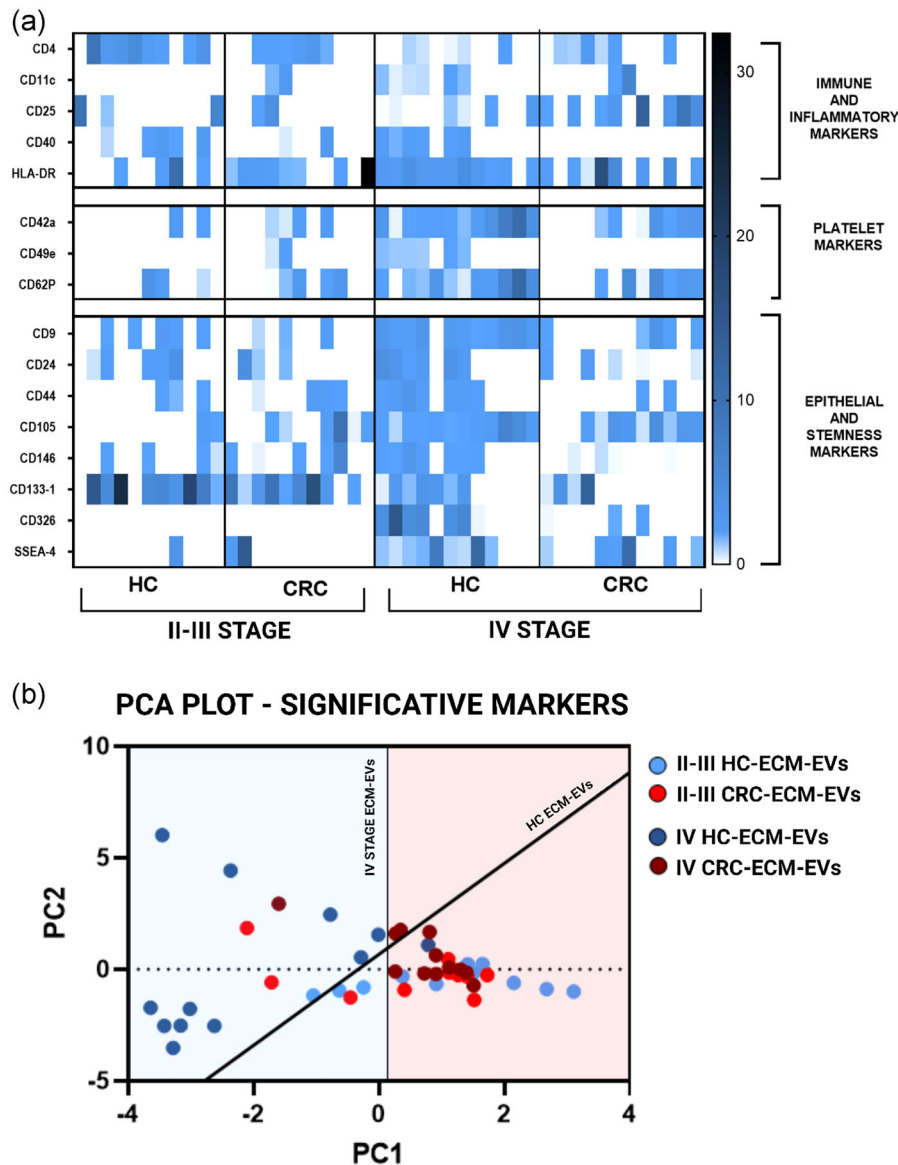 (a)
CD4
CD11c
CD25
CD40
HLA-DR
CD42a
CD49e
CD62P
CD9
CD24
CD44
CD105
CD146
CD133-1
CD326
SSEA-4
30
20
10
0
IMMUNE
AND
INFLAMMATORY
MARKERS
PLATELET
MARKERS
EPITHELIAL
AND
STEMNESS
MARKERS
HC
CRC
HC
CRC
II-III STAGE
IV STAGE
(b)
PCA PLOT - SIGNIFICATIVE MARKERS
10
5
0
-5
PC2
IV STAGE ECM-EVs
HC ECM-EVs
-4
-2
0
2
4
PC1
II-III HC-ECM-EVs
II-III CRC-ECM-EVs
IV HC-ECM-EVs
IV CRC-ECM-EVs